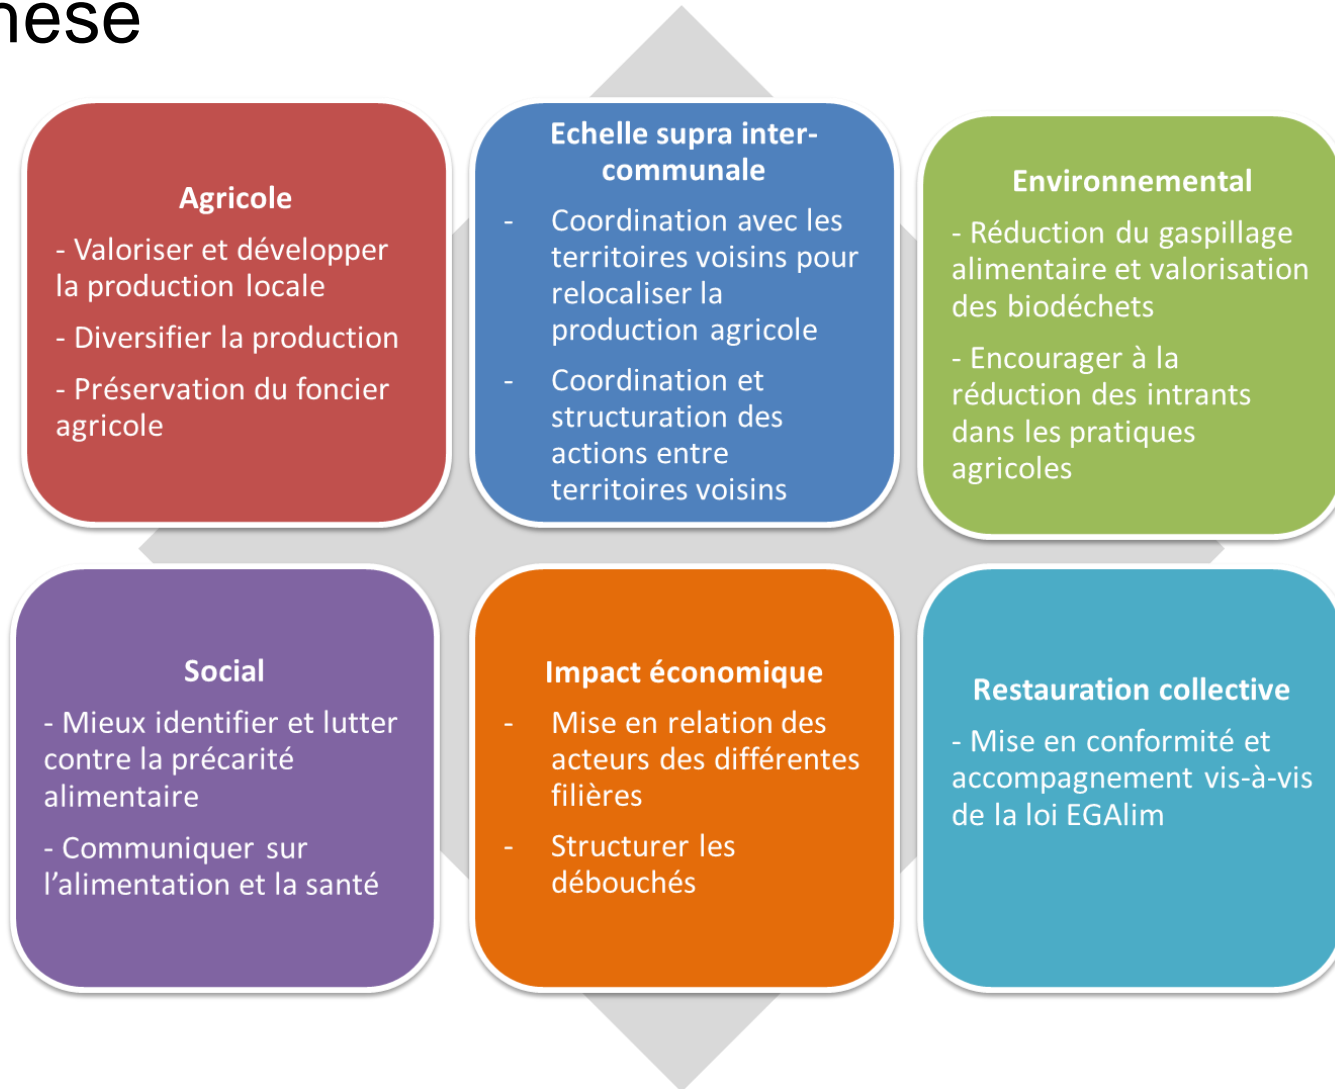 Agricole
- Valoriser et développer
la production locale
- Diversifier la production
- Préservation du foncier
agricole
Echelle supra inter-
communale
- Coordination avec les
territoires voisins pour
relocaliser la
production agricole
- Coordination et
structuration des
actions entre
territoires voisins
Environnemental
- Réduction du gaspillage
alimentaire et valorisation
des biodéchets
- Encourager à la
réduction des intrants
dans les pratiques
agricoles
Social
- Mieux identifier et lutter
contre la précarité
alimentaire
- Communiquer sur
l’alimentation et la santé
Impact économique
- Mise en relation des
acteurs des différentes
filières
- Structurer les
débouchés
Restauration collective
- Mise en conformité et
accompagnement vis-à-vis
de la loi EGAlim